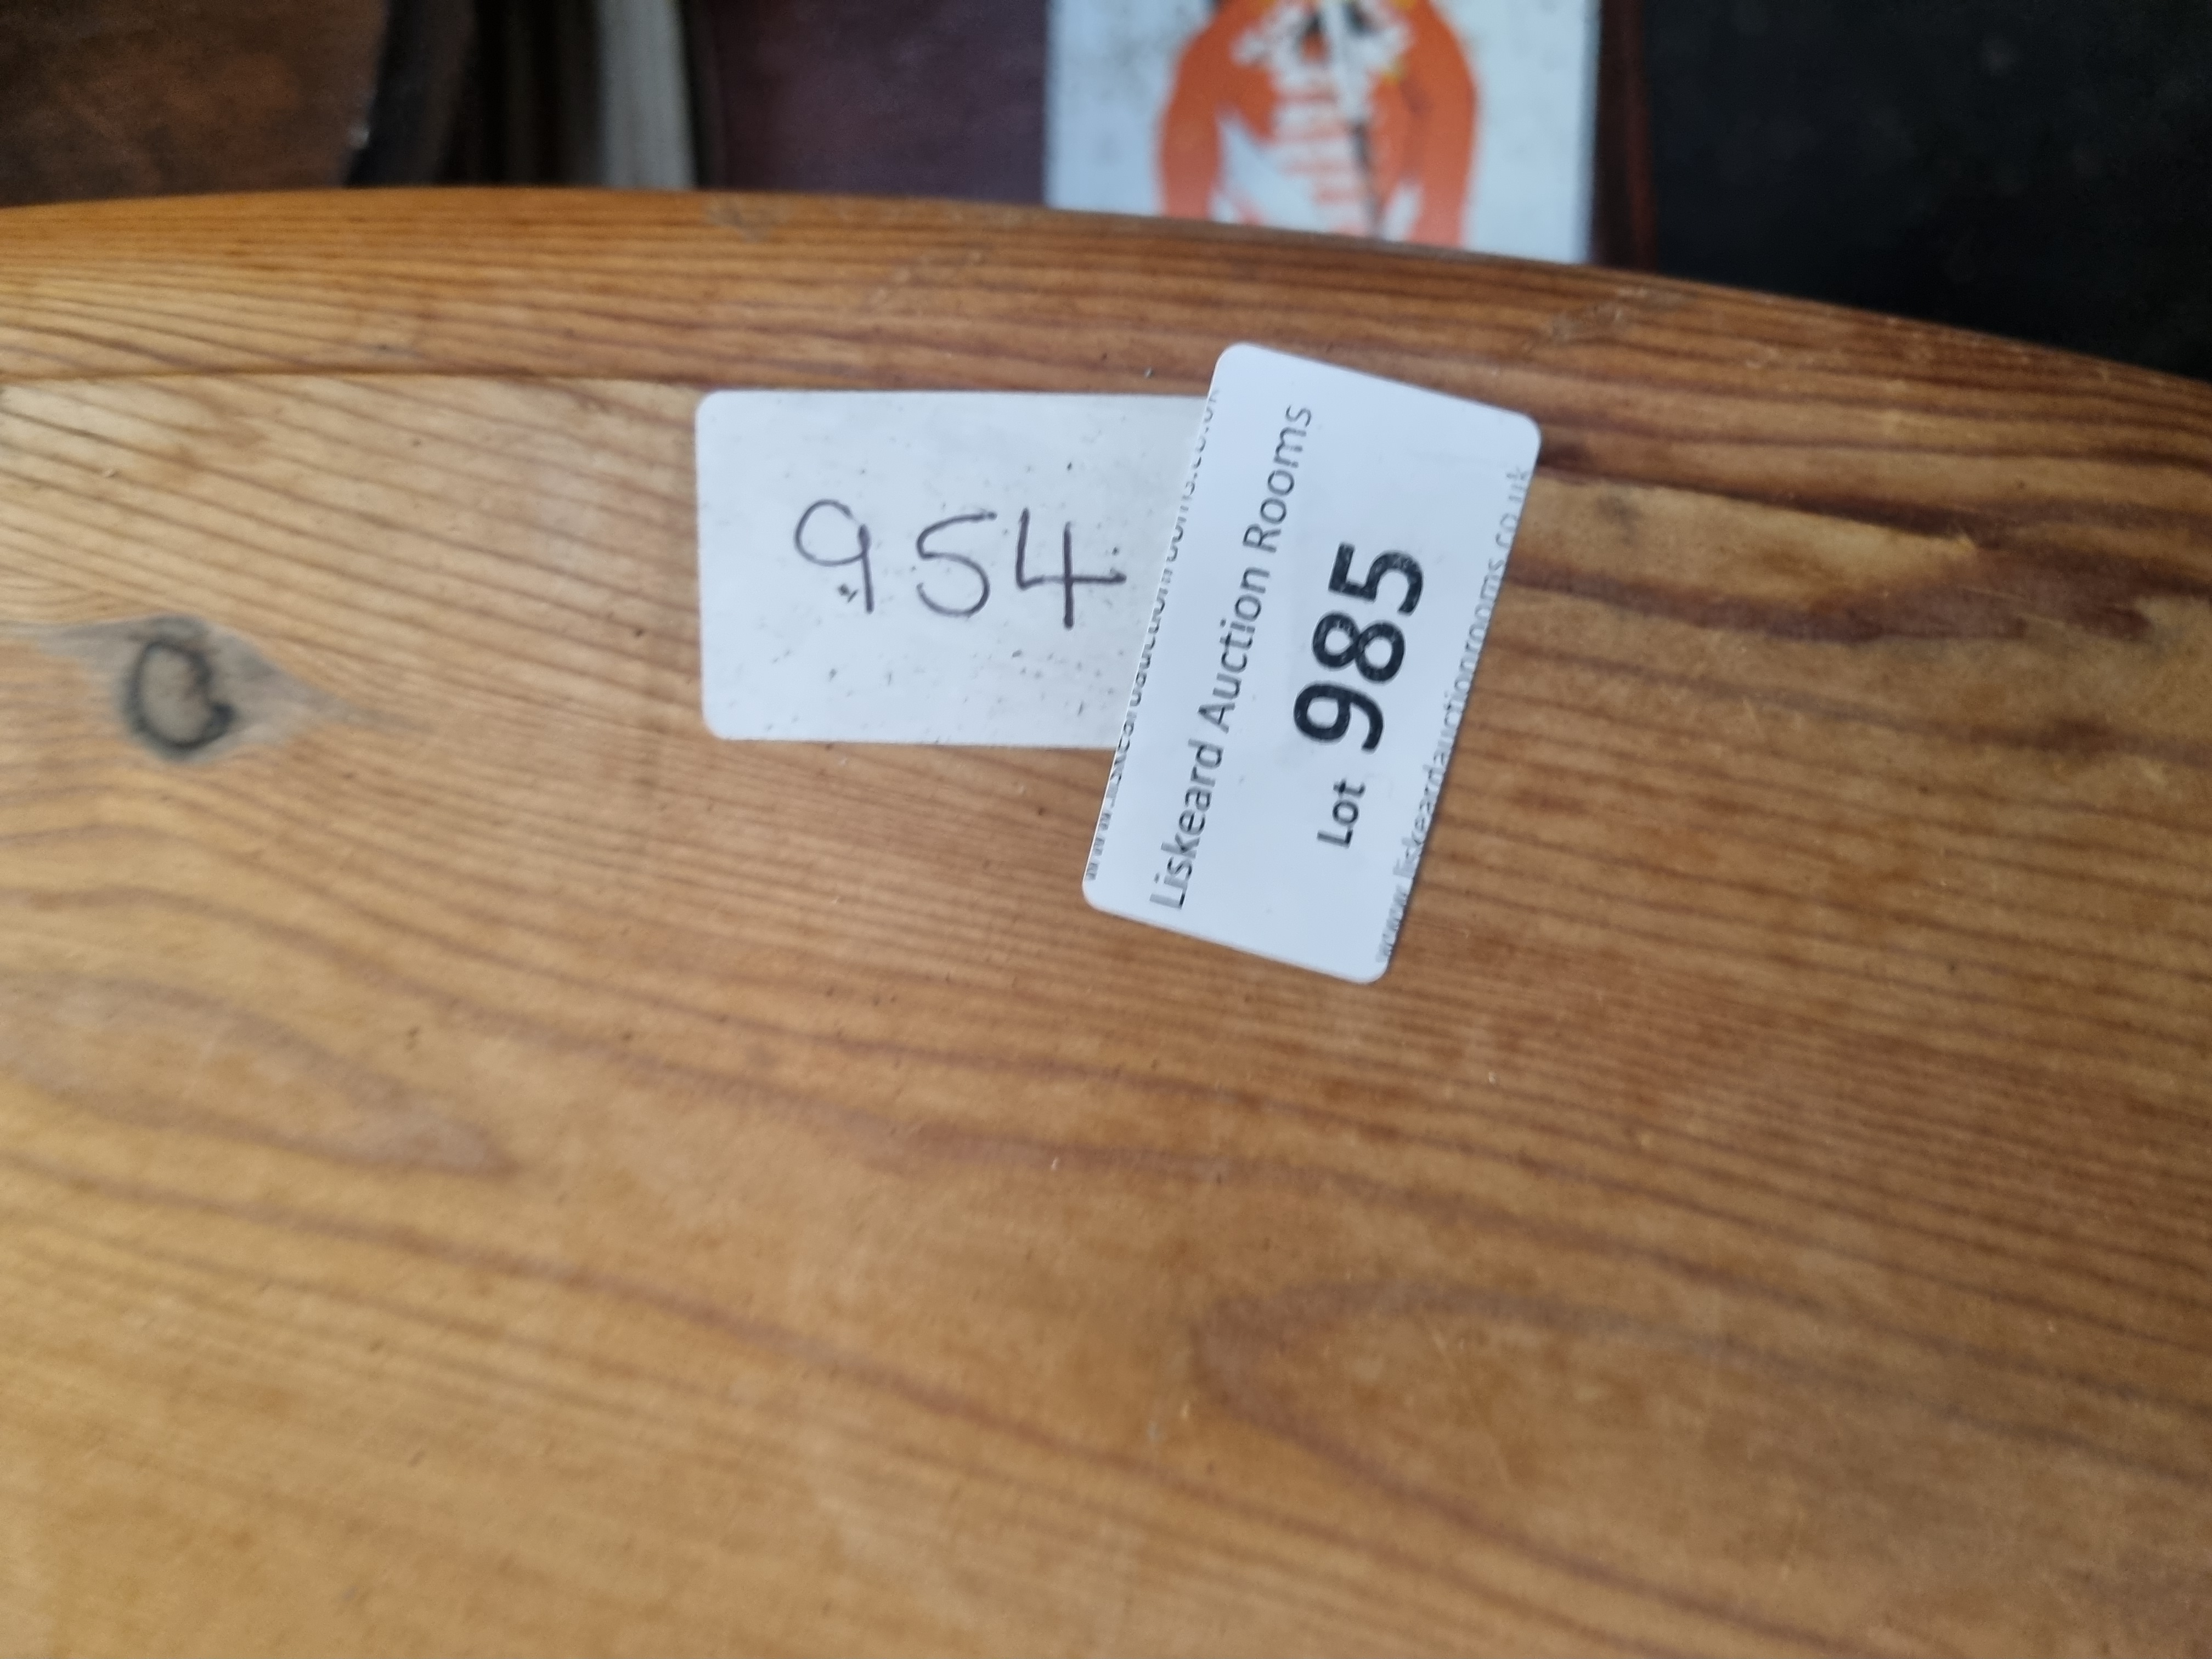 954
Liskeard Auction Rooms
Lot 985
www.liskeardauctionrooms.co.uk